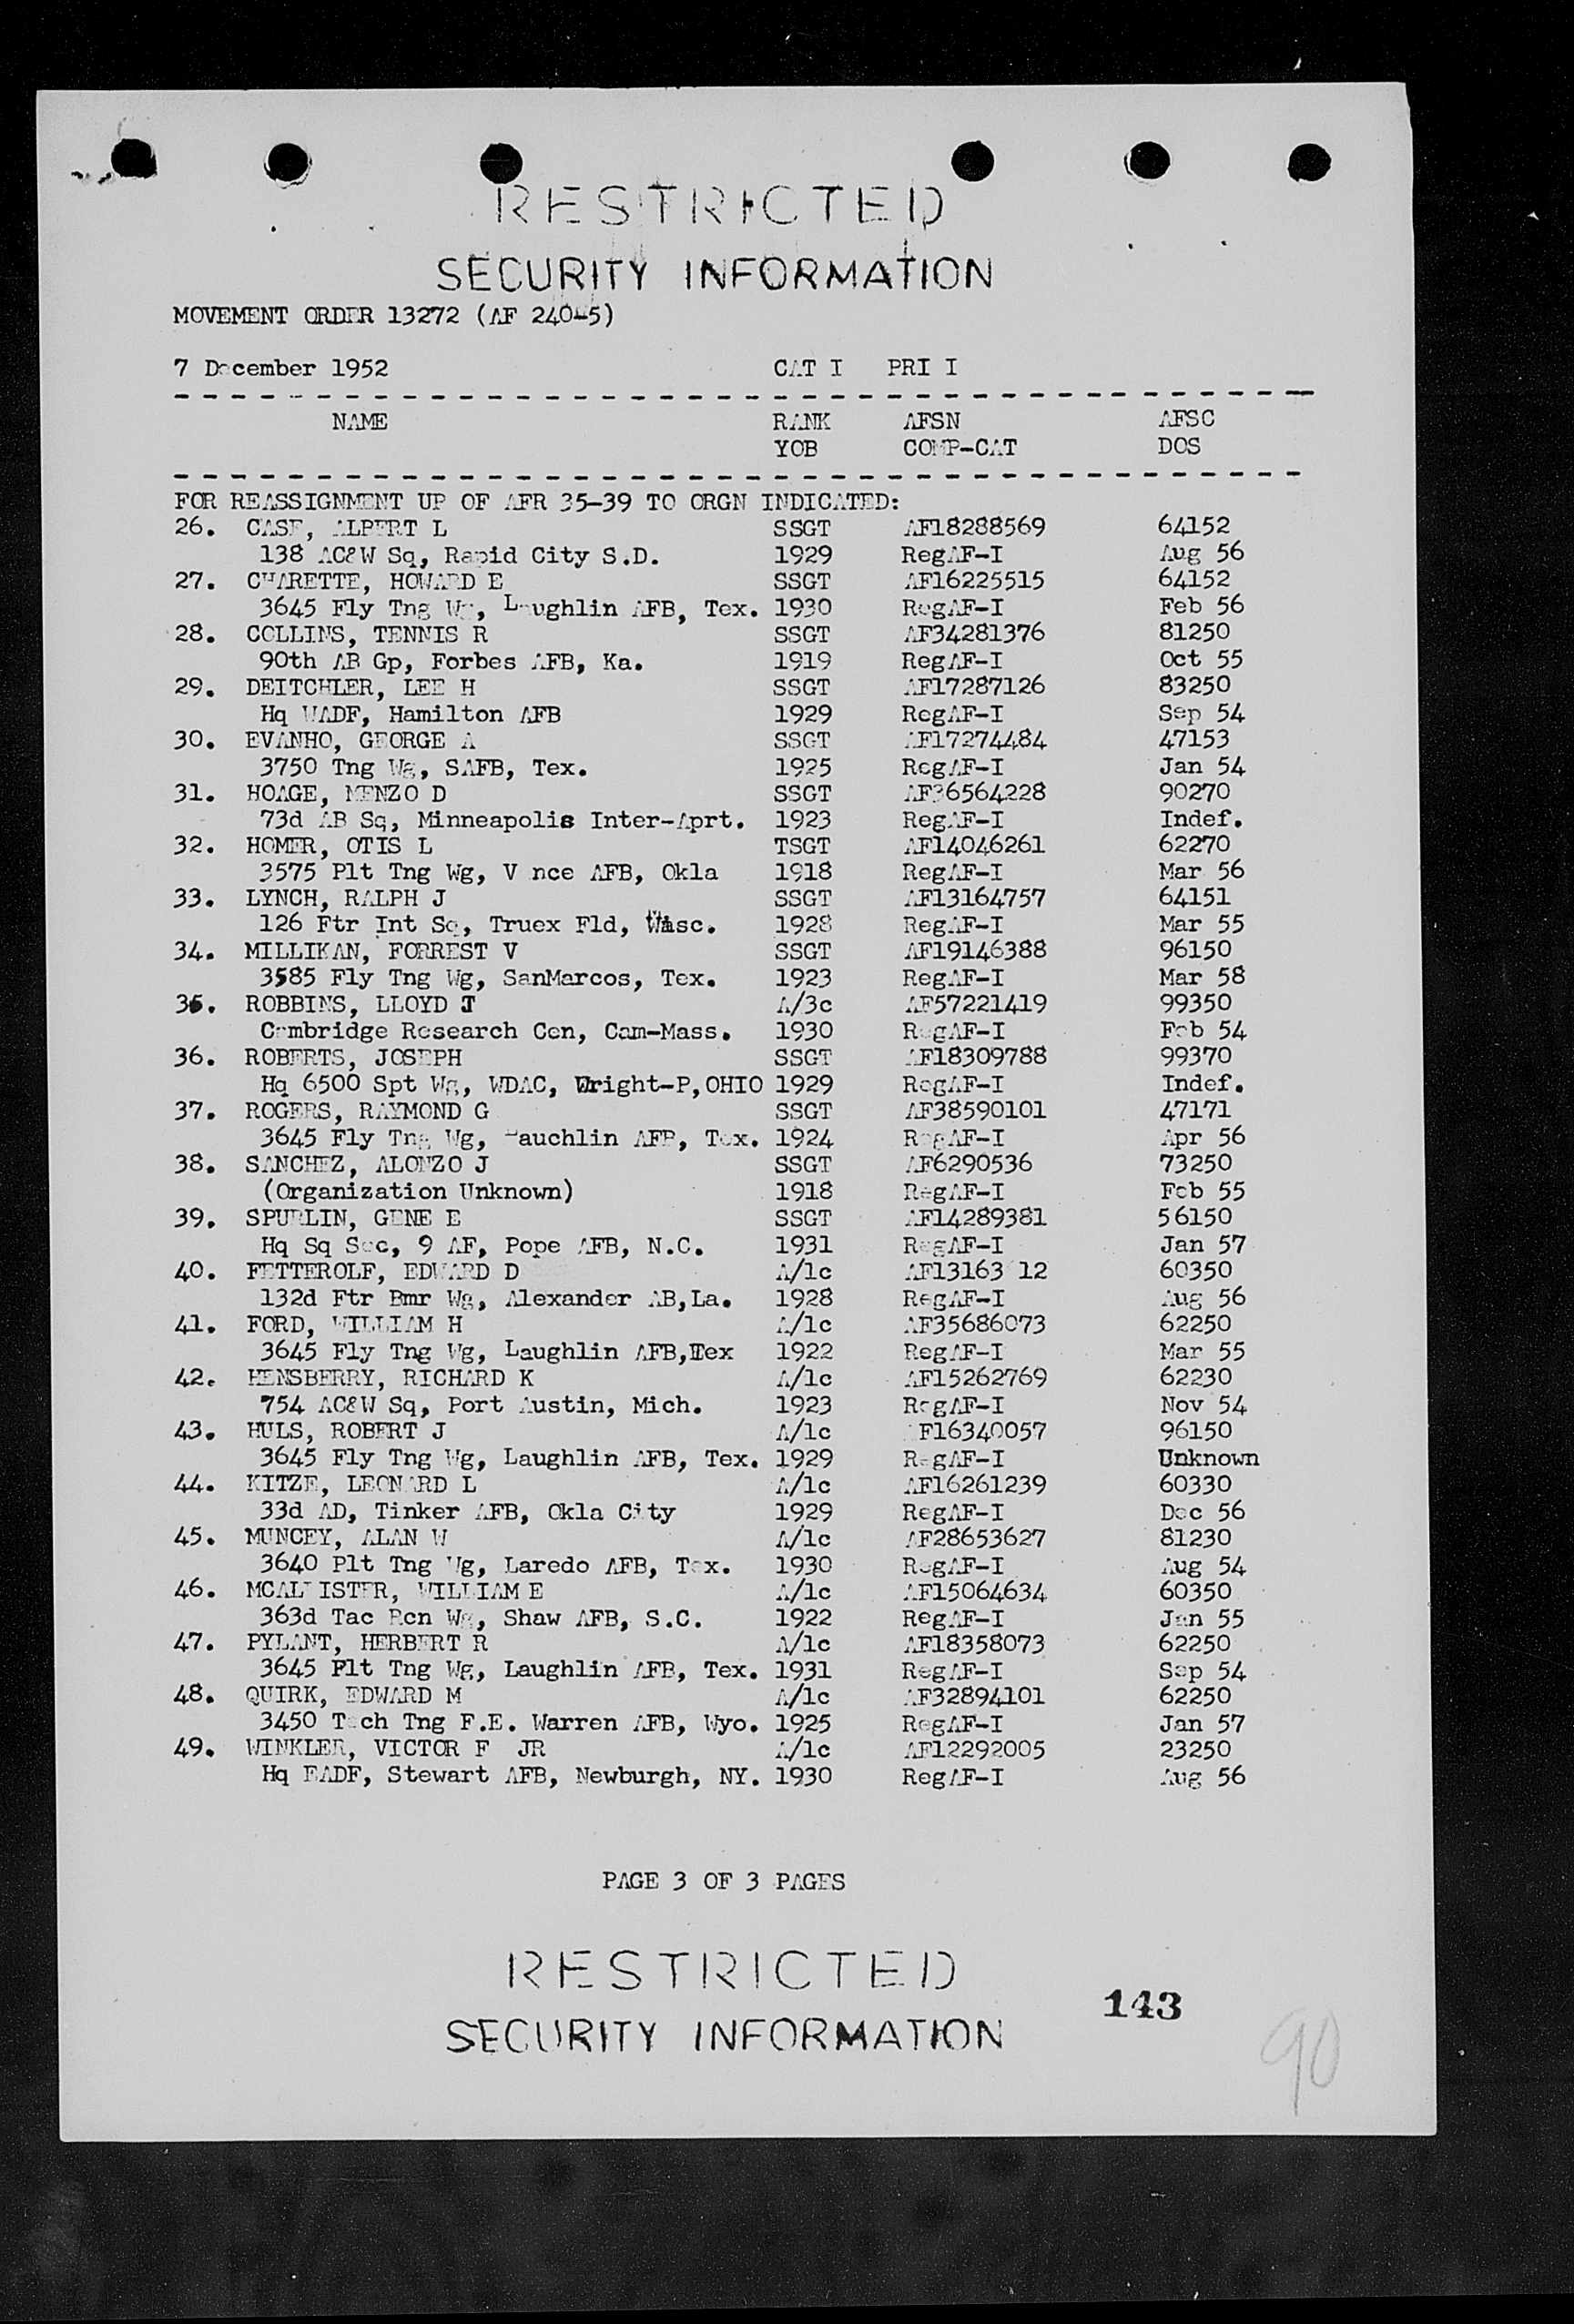 RESTRICTED
SECURITY INFORMATION
MOVEMENT ORDER 13272 (AF 240-5)
7 December 1952 CAT I PRI I
NAME RANK AFSN AFSC
YOB COMP-CAT DOS
FOR REASSIGNMENT UP OF AFR 35-39 TO ORGN INDICATED:
26. CASE, ALBERT L SSGT AF18288569 64152
138 AC&W Sq, Rapid City S.D. 1929 RegAF-I Aug 56
27. CHARETTE, HOWARD E SSGT AF16225515 64152
3645 Fly Tng Wg, Laughlin AFB, Tex. 1930 RegAF-I Feb 56
28. COLLINS, TENNIS R SSGT AF34281376 81250
90th AB Gp, Forbes AFB, Ka. 1919 RegAF-I Oct 55
29. DEITCHLER, LEE H SSGT AF17287126 83250
Hq WADF, Hamilton AFB 1929 RegAF-I Sep 54
30. EVANHO, GEORGE A SSGT AF17274484 47153
3750 Tng Wg, SAFB, Tex. 1925 RegAF-I Jan 54
31. HOAGE, MENZO D SSGT AF36564228 90270
73d AB Sq, Minneapolis Inter-Aprt. 1923 RegAF-I Indef.
32. HOMER, OTIS L TSGT AF14046261 62270
3575 Plt Tng Wg, V nce AFB, Okla 1918 RegAF-I Mar 56
33. LYNCH, RALPH J SSGT AF13164757 64151
126 Ftr Int Sq, Truex Fld, Wisc. 1928 RegAF-I Mar 55
34. MILLIKAN, FORREST V SSGT AF19146388 96150
3585 Fly Tng Wg, SanMarcos, Tex. 1923 RegAF-I Mar 58
35. ROBBINS, LLOYD J A/3c AF57221419 99350
Cambridge Research Cen, Cam-Mass. 1930 RegAF-I Feb 54
36. ROBERTS, JOSEPH SSGT AF18309788 99370
Hq 6500 Spt Wg, WDAC, Wright-P,OHIO 1929 RegAF-I Indef.
37. ROGERS, RAYMOND G SSGT AF38590101 47171
3645 Fly Tng Wg, Lauchlin AFB, Tex. 1924 RegAF-I Apr 56
38. SANCHEZ, ALONZO J SSGT AF6290536 73250
(Organization Unknown) 1918 RegAF-I Feb 55
39. SPURLIN, GENE E SSGT AF14289381 56150
Hq Sq Sec, 9 AF, Pope AFB, N.C. 1931 RegAF-I Jan 57
40. FETTEROLF, EDWARD D A/1c AF13163 12 60350
132d Ftr Bmr Wg, Alexander AB,La. 1928 RegAF-I Aug 56
41. FORD, WILLIAM H A/1c AF35686073 62250
3645 Fly Tng Wg, Laughlin AFB,Tex 1922 RegAF-I Mar 55
42. HENSBERRY, RICHARD K A/1c AF15262769 62230
754 AC&W Sq, Port Austin, Mich. 1923 RegAF-I Nov 54
43. HULS, ROBERT J A/1c AF16340057 96150
3645 Fly Tng Wg, Laughlin AFB, Tex. 1929 RegAF-I Unknown
44. KITZE, LEONARD L A/1c AF16261239 60330
33d AD, Tinker AFB, Okla City 1929 RegAF-I Dec 56
45. MUNCEY, ALAN W A/1c AF28653627 81230
3640 Plt Tng Wg, Laredo AFB, Tex. 1930 RegAF-I Aug 54
46. MCALLISTER, WILLIAM E A/1c AF15064634 60350
363d Tac Rcn Wg, Shaw AFB, S.C. 1922 RegAF-I Jan 55
47. PYLANT, HERBERT R A/1c AF18358073 62250
3645 Plt Tng Wg, Laughlin AFB, Tex. 1931 RegAF-I Sep 54
48. QUIRK, EDWARD M A/1c AF32894101 62250
3450 Tech Tng F.E. Warren AFB, Wyo. 1925 RegAF-I Jan 57
49. WINKLER, VICTOR F JR A/1c AF12292005 23250
Hq EADF, Stewart AFB, Newburgh, NY. 1930 RegAF-I Aug 56
PAGE 3 OF 3 PAGES
RESTRICTED
SECURITY INFORMATION
143
90